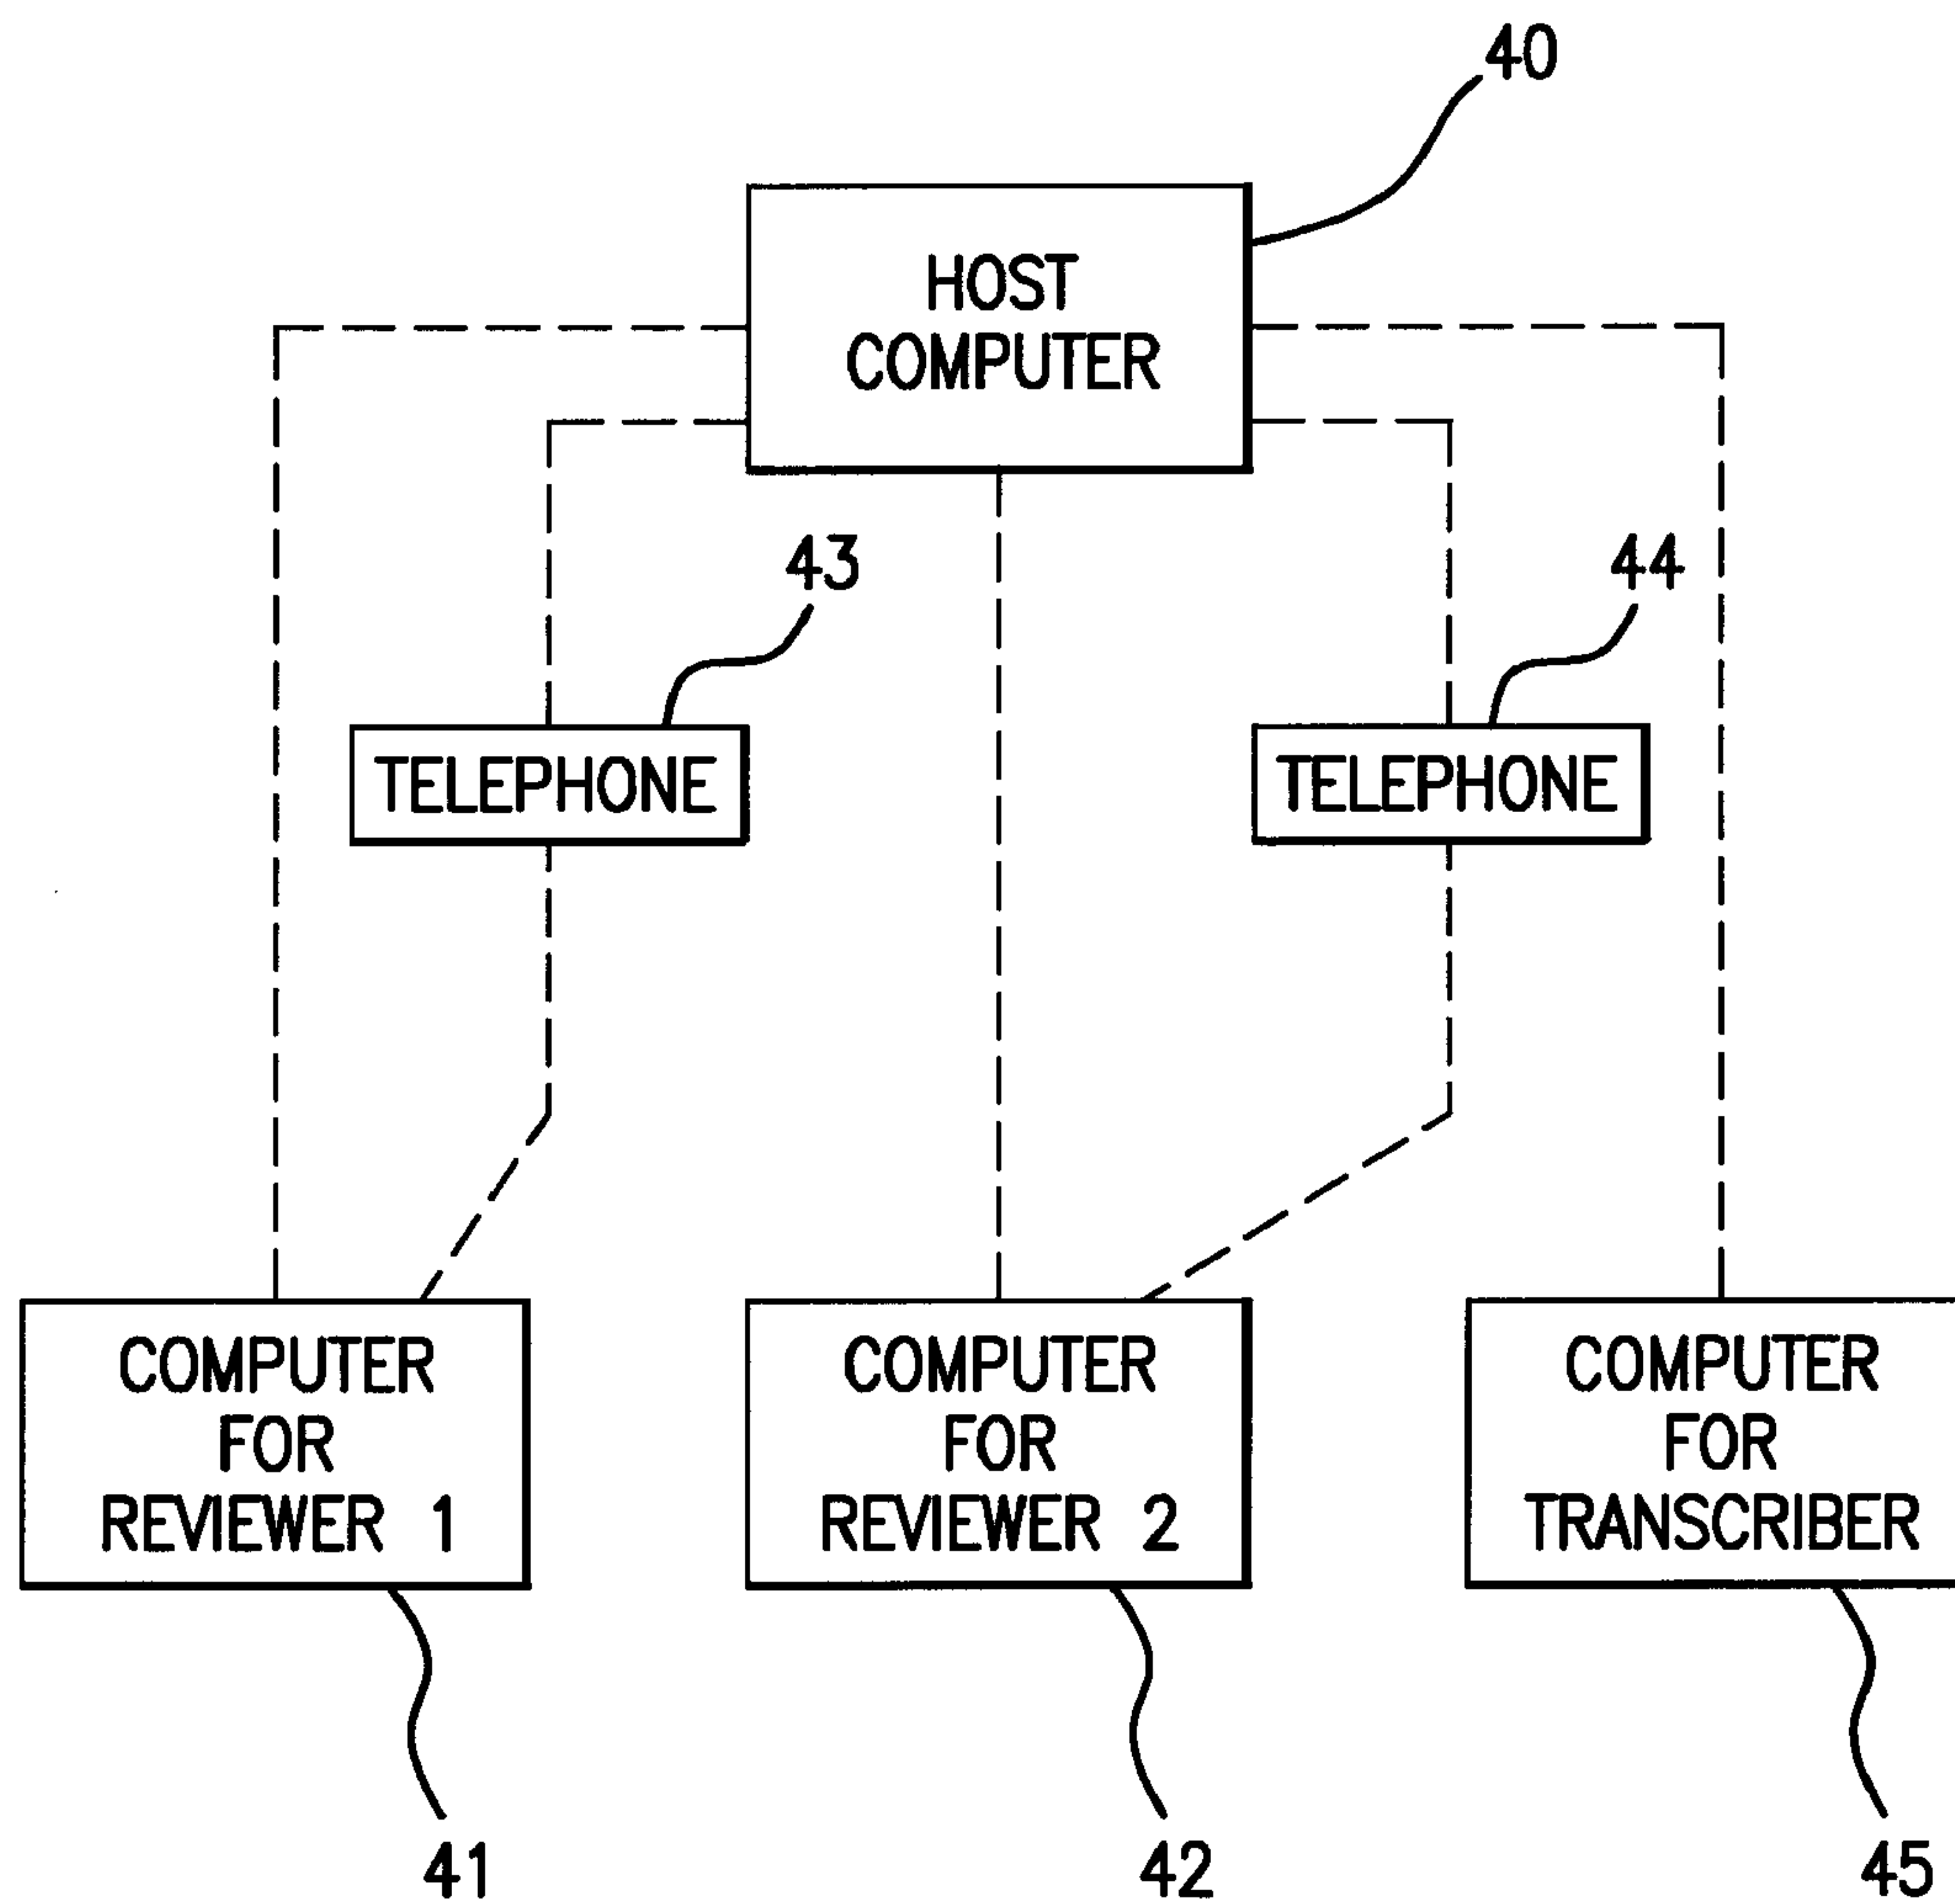 40
HOST
COMPUTER
43
44
TELEPHONE
TELEPHONE
COMPUTER
FOR
REVIEWER 1
COMPUTER
FOR
REVIEWER 2
COMPUTER
FOR
TRANSCRIBER
41
42
45